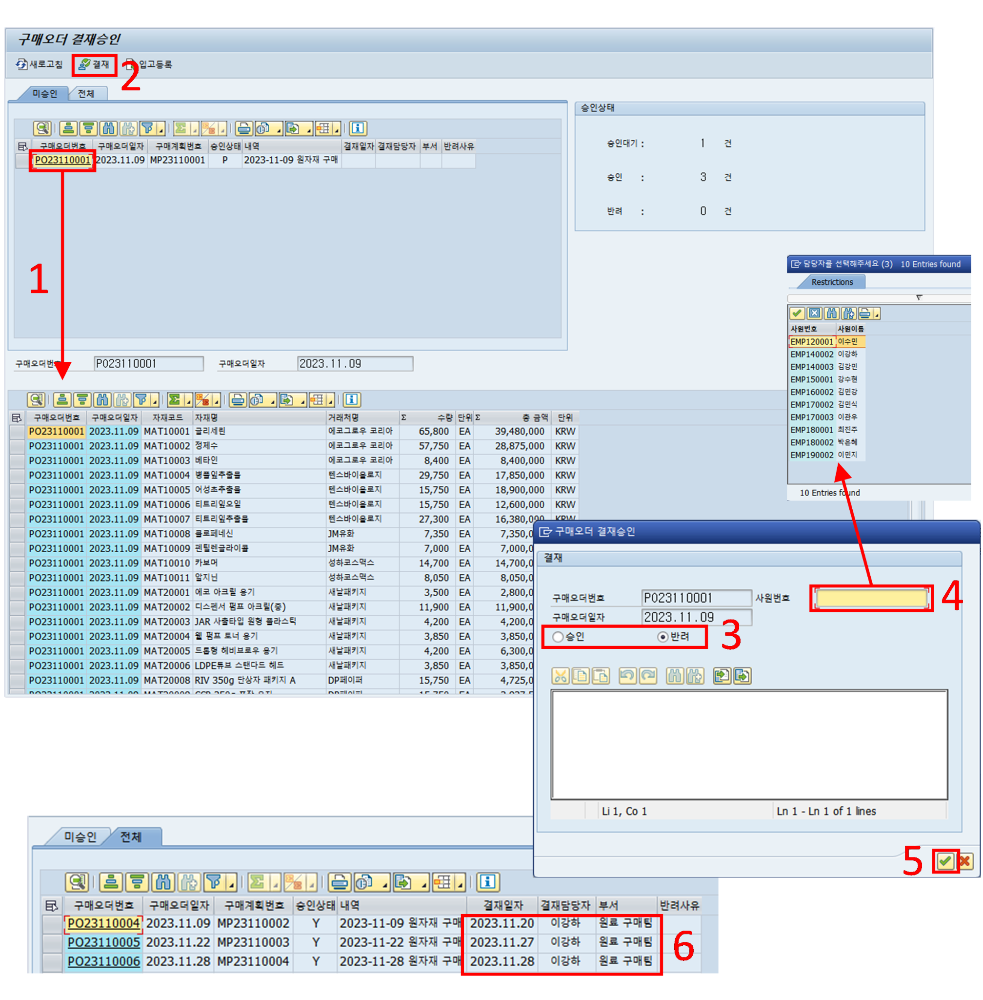 구매오더 결재승인
새로고침 결재 2 입고등록
미승인 전체
구매오더번호 구매오더일자 구매계획번호 승인상태 내역 결재일자 결재담당자 부서 반려사유
PO23110001 2023.11.09 MP23110001 P 2023-11-09 원자재 구매
승인상태
승인대기 : 1 건
승인 : 3 건
반려 : 0 건
1
구매오더번호 PO23110001 구매오더일자 2023.11.09
구매오더번호 구매오더일자 자재코드 자재명 거래처명 Σ 수량 단위 Σ 총 금액 단위
PO23110001 2023.11.09 MAT10001 글리세린 에코그로우 코리아 65,800 EA 39,480,000 KRW
PO23110001 2023.11.09 MAT10002 정제수 에코그로우 코리아 57,750 EA 28,875,000 KRW
PO23110001 2023.11.09 MAT10003 베타인 에코그로우 코리아 8,400 EA 8,400,000 KRW
PO23110001 2023.11.09 MAT10004 병풀잎추출물 텐스바이올로지 29,750 EA 17,850,000 KRW
PO23110001 2023.11.09 MAT10005 어성초추출물 텐스바이올로지 15,750 EA 18,900,000 KRW
PO23110001 2023.11.09 MAT10006 티트리잎오일 텐스바이올로지 15,750 EA 12,600,000 KRW
PO23110001 2023.11.09 MAT10007 티트리잎추출물 텐스바이올로지 27,300 EA 16,380,000 KRW
PO23110001 2023.11.09 MAT10008 클로페네신 JM유화 7,350 EA 7,350,0
PO23110001 2023.11.09 MAT10009 펜틸렌글라이콜 JM유화 7,000 EA 7,000,0
PO23110001 2023.11.09 MAT10010 카보머 성하코스맥스 14,700 EA 14,700,0
PO23110001 2023.11.09 MAT10011 알지닌 성하코스맥스 8,050 EA 8,050,0
PO23110001 2023.11.09 MAT20001 에코 아크릴 용기 새날패키지 3,500 EA 2,800,0
PO23110001 2023.11.09 MAT20002 디스펜서 펌프 아크릴(중) 새날패키지 11,900 EA 11,900,0
PO23110001 2023.11.09 MAT20003 JAR 사출타입 원형 플라스틱 새날패키지 4,200 EA 4,200,0
PO23110001 2023.11.09 MAT20004 웰 펌프 토너 용기 새날패키지 3,850 EA 3,850,0
PO23110001 2023.11.09 MAT20005 드롭형 헤비브로우 용기 새날패키지 4,200 EA 6,300,0
PO23110001 2023.11.09 MAT20006 LDPE튜브 스탠다드 헤드 새날패키지 3,850 EA 3,850,0
PO23110001 2023.11.09 MAT20008 RIV 350g 단상자 패키지 A DP페이퍼 15,750 EA 4,725,0
담당자를 선택해주세요 (3) 10 Entries found
Restrictions
사원번호 사원이름
EMP120001 이수민
EMP140002 이강하
EMP140003 김강민
EMP150001 강수현
EMP160002 김민강
EMP170002 김민식
EMP170003 이관우
EMP180001 최진주
EMP180002 박은혜
EMP190002 이민지
10 Entries found
구매오더 결재승인
결재
구매오더번호 PO23110001 사원번호 4
구매오더일자 2023.11.09
승인 반려 3
Li 1, Co 1 Ln 1 - Ln 1 of 1 lines
5
미승인 전체
구매오더번호 구매오더일자 구매계획번호 승인상태 내역 결재일자 결재담당자 부서 반려사유
PO23110004 2023.11.09 MP23110002 Y 2023-11-09 원자재 구매 2023.11.20 이강하 원료 구매팀
PO23110005 2023.11.22 MP23110003 Y 2023-11-22 원자재 구매 2023.11.27 이강하 원료 구매팀
PO23110006 2023.11.28 MP23110004 Y 2023-11-28 원자재 구매 2023.11.28 이강하 원료 구매팀
6